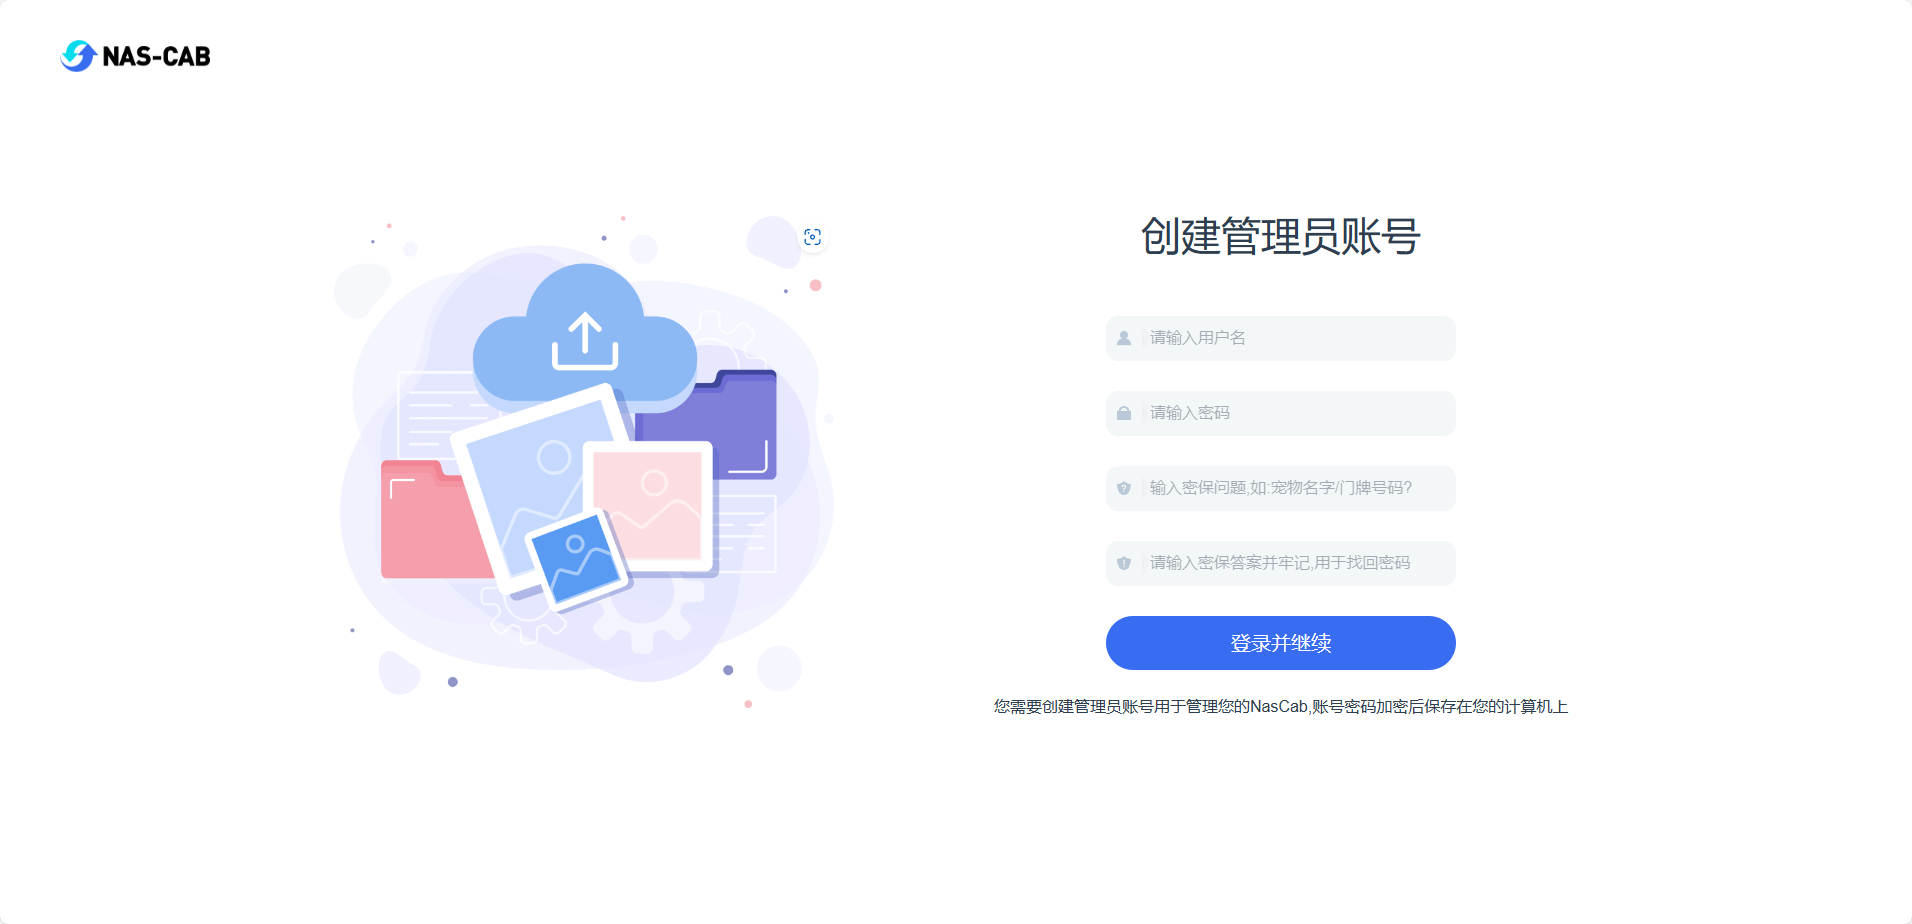 NAS-CAB
创建管理员账号
请输入用户名
请输入密码
输入密保问题,如:宠物名字/门牌号码?
请输入密保答案并牢记,用于找回密码
登录并继续
您需要创建管理员账号用于管理您的NasCab,账号密码加密后保存在您的计算机上